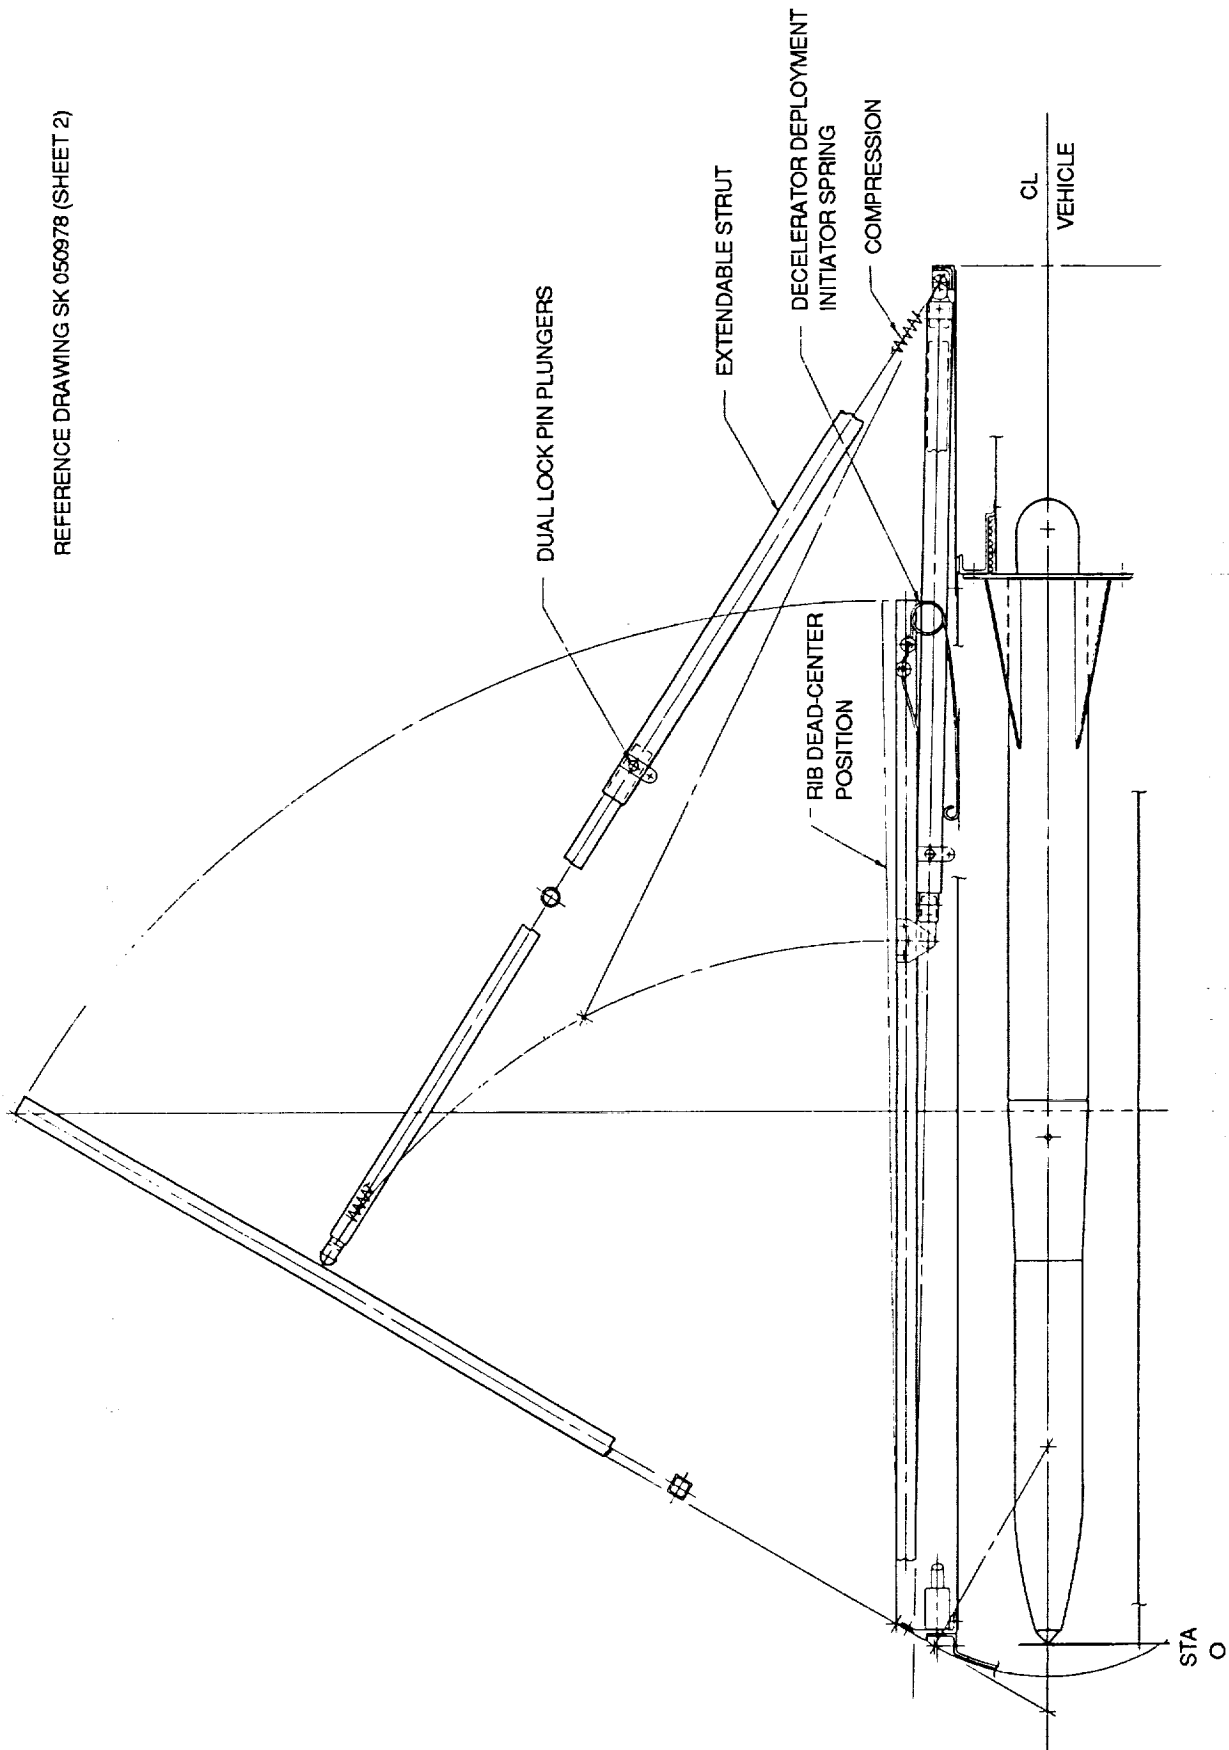 REFERENCE DRAWING SK 050978 (SHEET 2)
DUAL LOCK PIN PLUNGERS
EXTENDABLE STRUT
DECELERATOR DEPLOYMENT
INITIATOR SPRING
COMPRESSION
RIB DEAD-CENTER
POSITION
CL
VEHICLE
STA
O